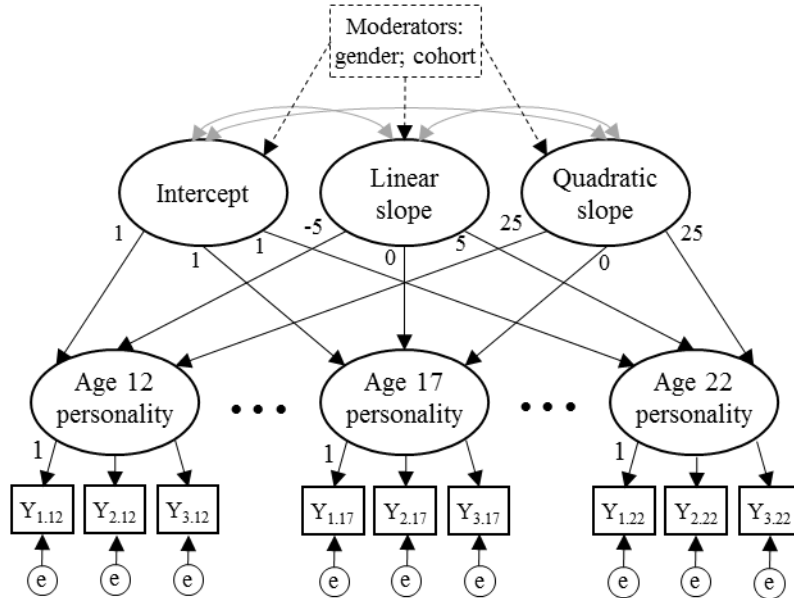 Moderators:
gender; cohort
Intercept
Linear
slope
Quadratic
slope
1
1
1
-5
0
5
25
0
25
Age 12
personality
Age 17
personality
Age 22
personality
1
1
1
Y1.12
Y2.12
Y3.12
Y1.17
Y2.17
Y3.17
Y1.22
Y2.22
Y3.22
e
e
e
e
e
e
e
e
e